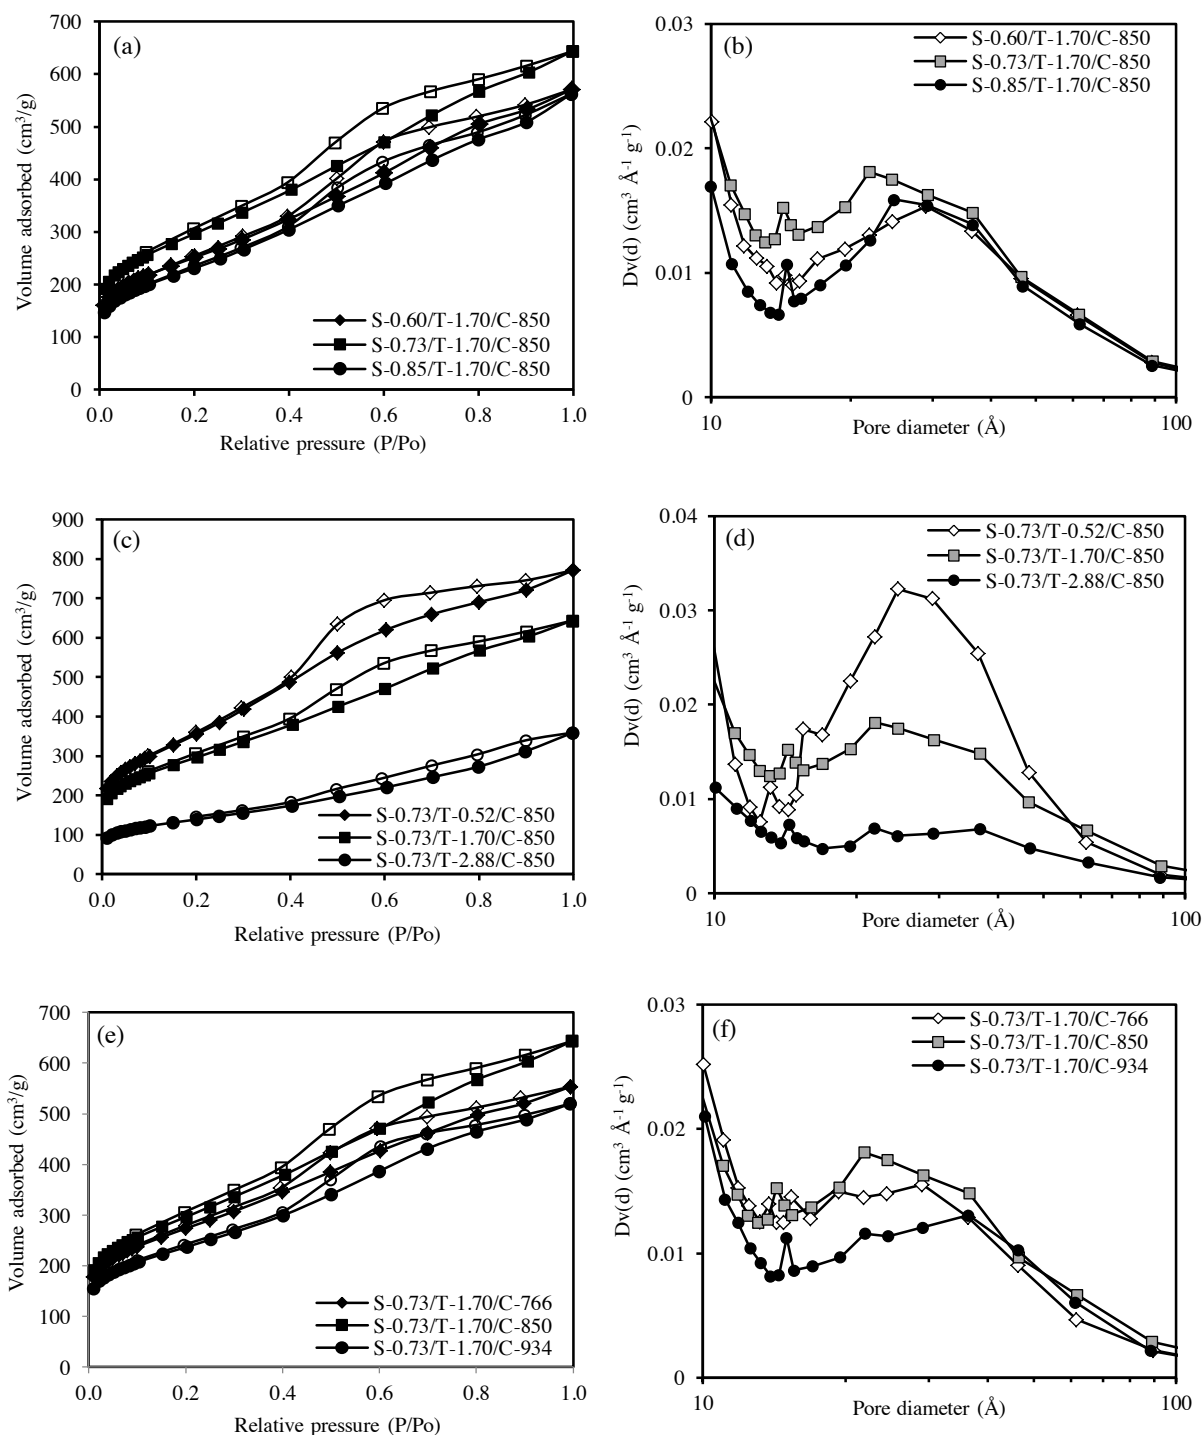 (a)
Volume adsorbed (cm³/g)
700
600
500
400
300
200
100
0
S-0.60/T-1.70/C-850
S-0.73/T-1.70/C-850
S-0.85/T-1.70/C-850
0.0 0.2 0.4 0.6 0.8 1.0
Relative pressure (P/Po)
(b)
Dv(d) (cm³ Å⁻¹ g⁻¹)
0.03
0.02
0.01
0
S-0.60/T-1.70/C-850
S-0.73/T-1.70/C-850
S-0.85/T-1.70/C-850
10 100
Pore diameter (Å)
(c)
Volume adsorbed (cm³/g)
900
800
700
600
500
400
300
200
100
0
S-0.73/T-0.52/C-850
S-0.73/T-1.70/C-850
S-0.73/T-2.88/C-850
0.0 0.2 0.4 0.6 0.8 1.0
Relative pressure (P/Po)
(d)
Dv(d) (cm³ Å⁻¹ g⁻¹)
0.04
0.03
0.02
0.01
0
S-0.73/T-0.52/C-850
S-0.73/T-1.70/C-850
S-0.73/T-2.88/C-850
10 100
Pore diameter (Å)
(e)
Volume adsorbed (cm³/g)
700
600
500
400
300
200
100
0
S-0.73/T-1.70/C-766
S-0.73/T-1.70/C-850
S-0.73/T-1.70/C-934
0.0 0.2 0.4 0.6 0.8 1.0
Relative pressure (P/Po)
(f)
Dv(d) (cm³ Å⁻¹ g⁻¹)
0.03
0.02
0.01
0
S-0.73/T-1.70/C-766
S-0.73/T-1.70/C-850
S-0.73/T-1.70/C-934
10 100
Pore diameter (Å)